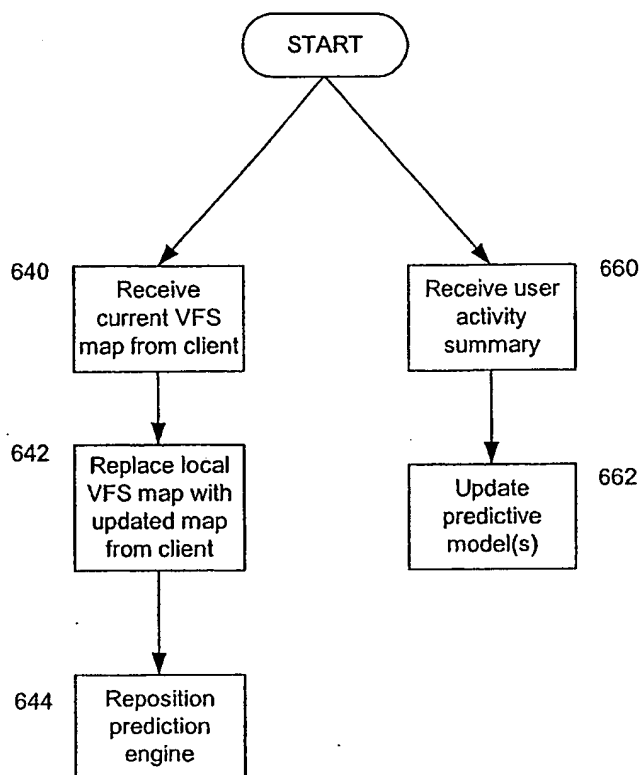 START
640
Receive
current VFS
map from client
660
Receive user
activity
summary
642
Replace local
VFS map with
updated map
from client
662
Update
predictive
model(s)
644
Reposition
prediction
engine